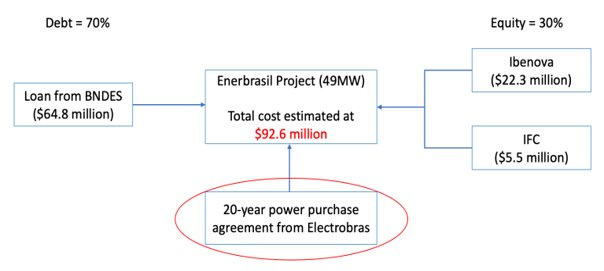 Debt = 70%
Equity = 30%
Loan from BNDES
($64.8 million)
Enerbrasil Project (49MW)
Total cost estimated at
$92.6 million
Ibenova
($22.3 million)
IFC
($5.5 million)
20-year power purchase
agreement from Electrobras